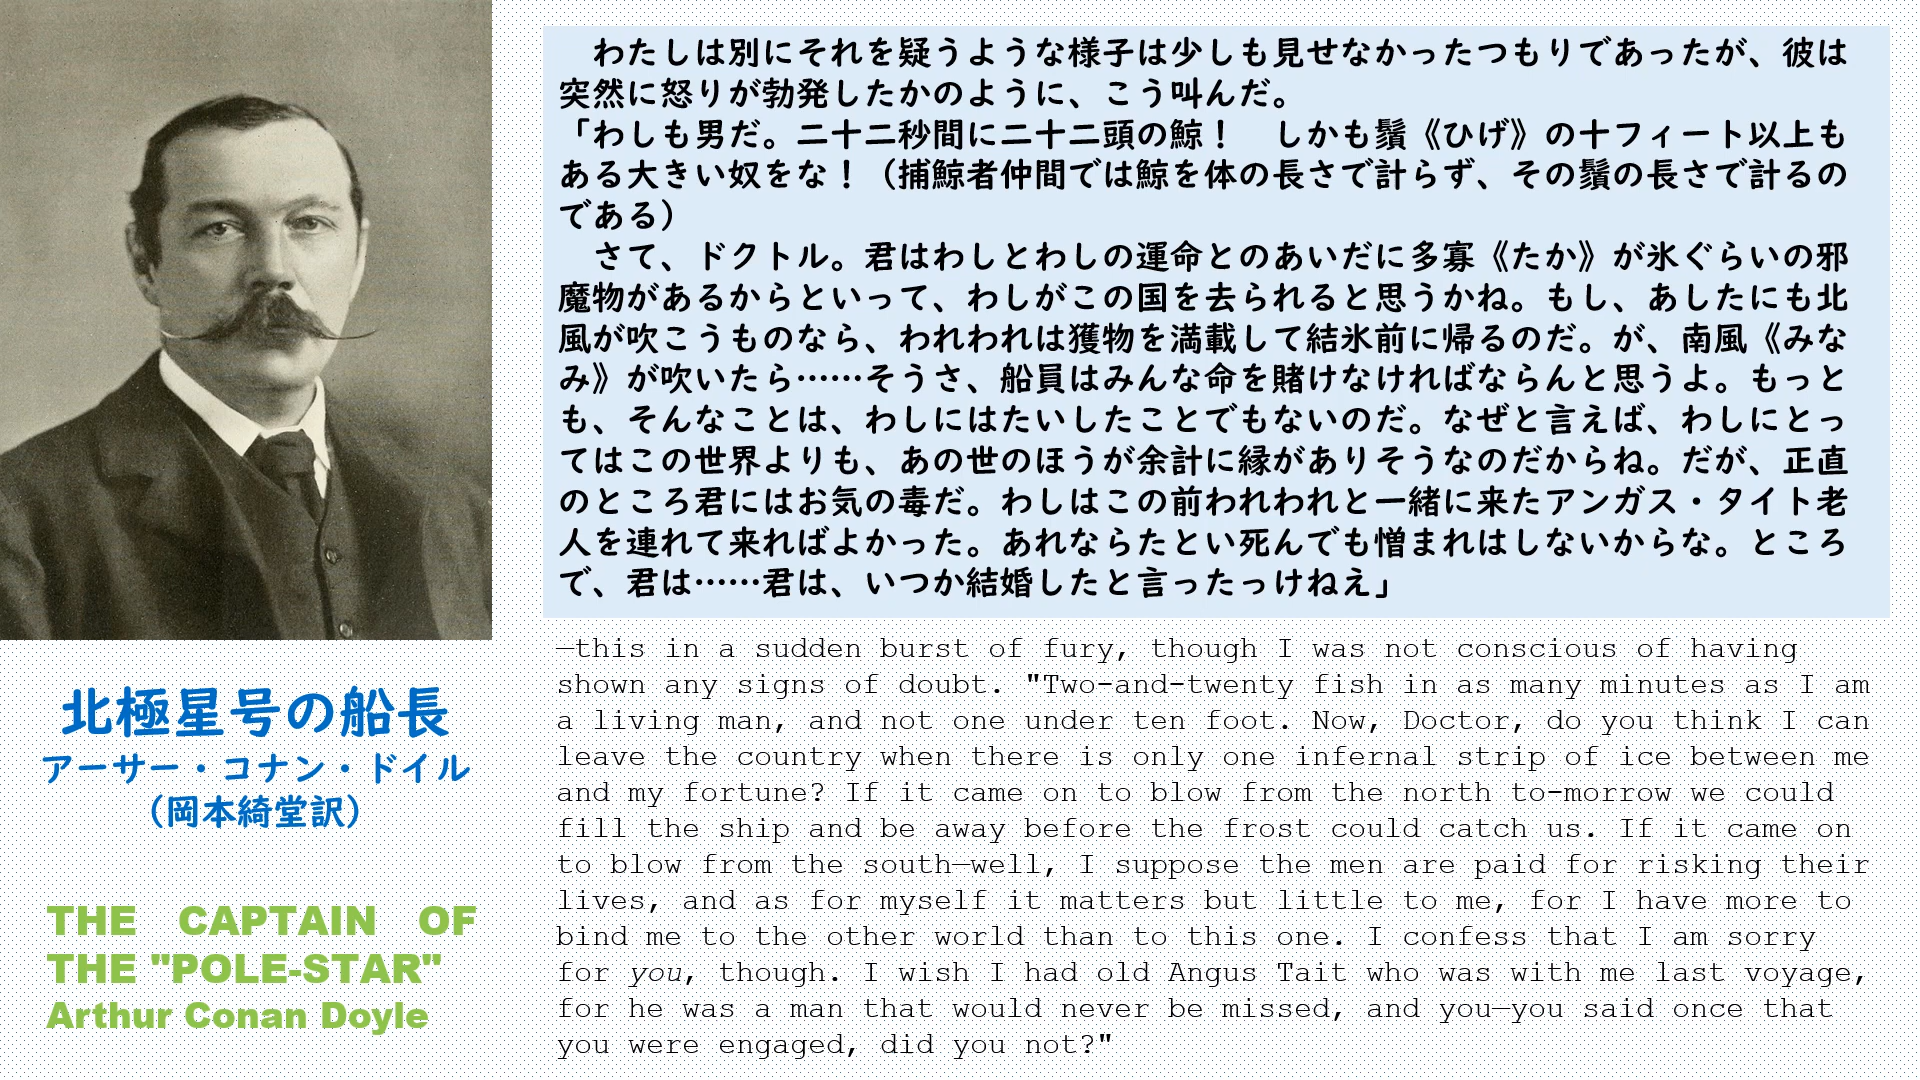 わたしは別にそれを疑うような様子は少しも見せなかったつもりであったが、彼は
突然に怒りが勃発したかのように、こう叫んだ。
「わしも男だ。二十二秒間に二十二頭の鯨！　しかも鬚《ひげ》の十フィート以上も
ある大きい奴をな！（捕鯨者仲間では鯨を体の長さで計らず、その鬚の長さで計るの
である）
　さて、ドクトル。君はわしとわしの運命とのあいだに多寡《たか》が氷ぐらいの邪
魔物があるからといって、わしがこの国を去られると思うかね。もし、あしたにも北
風が吹こうものなら、われわれは獲物を満載して結氷前に帰るのだ。が、南風《みな
み》が吹いたら……そうさ、船員はみんな命を賭けなければならんと思うよ。もっと
も、そんなことは、わしにはたいしたことでもないのだ。なぜと言えば、わしにとっ
てはこの世界よりも、あの世のほうが余計に縁がありそうなのだからね。だが、正直
のところ君にはお気の毒だ。わしはこの前われわれと一緒に来たアンガス・タイト老
人を連れて来ればよかった。あれならたとい死んでも憎まれはしないからな。ところ
で、君は……君は、いつか結婚したと言ったっけねえ」
—this in a sudden burst of fury, though I was not conscious of having
shown any signs of doubt. "Two-and-twenty fish in as many minutes as I am
a living man, and not one under ten foot. Now, Doctor, do you think I can
leave the country when there is only one infernal strip of ice between me
and my fortune? If it came on to blow from the north to-morrow we could
fill the ship and be away before the frost could catch us. If it came on
to blow from the south—well, I suppose the men are paid for risking their
lives, and as for myself it matters but little to me, for I have more to
bind me to the other world than to this one. I confess that I am sorry
for you, though. I wish I had old Angus Tait who was with me last voyage,
for he was a man that would never be missed, and you—you said once that
you were engaged, did you not?"
北極星号の船長
アーサー・コナン・ドイル
（岡本綺堂訳）
THE CAPTAIN OF
THE "POLE-STAR"
Arthur Conan Doyle